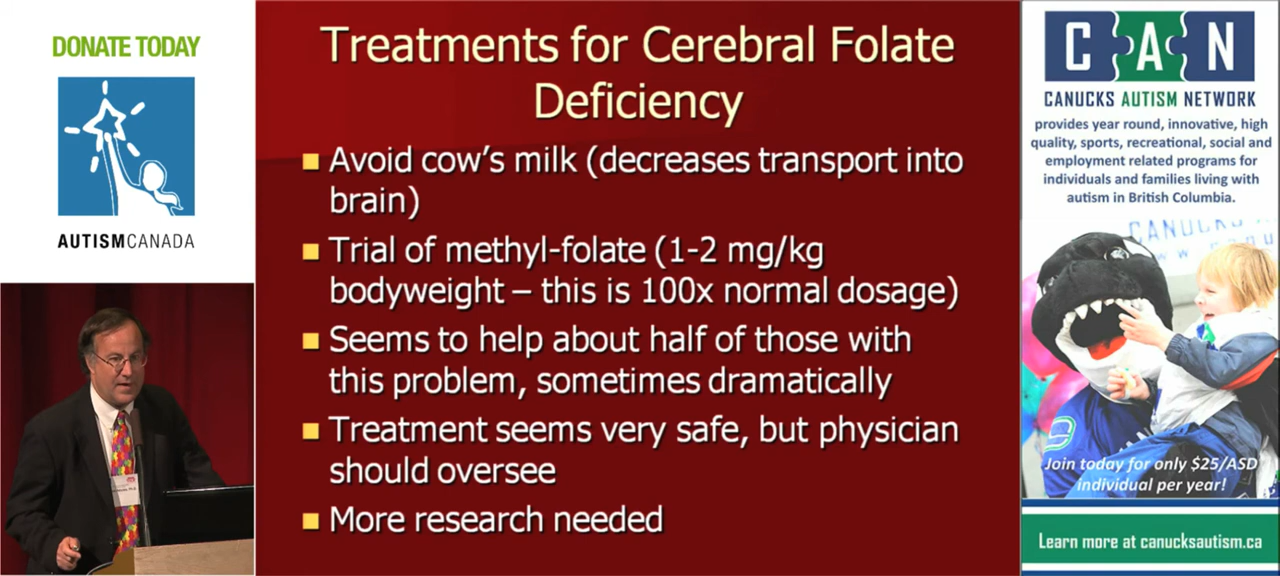 DONATE TODAY
AUTISMCANADA
Treatments for Cerebral Folate
Deficiency
Avoid cow's milk (decreases transport into
brain)
Trial of methyl-folate (1-2 mg/kg
bodyweight – this is 100x normal dosage)
Seems to help about half of those with
this problem, sometimes dramatically
Treatment seems very safe, but physician
should oversee
More research needed
CAN
CANUCKS AUTISM NETWORK
provides year round, innovative, high
quality, sports, recreational, social and
employment related programs for
individuals and families living with
autism in British Columbia.
CANUCKS
Join today for only $25/ASD
individual per year!
Learn more at canucksautism.ca